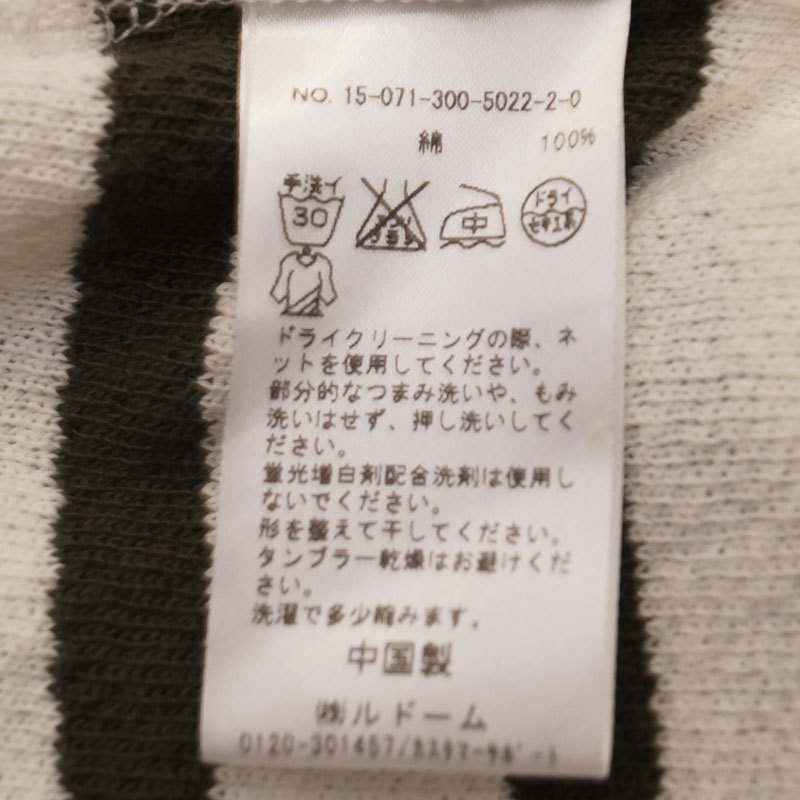 NO. 15-071-300-5022-2-0
綿 100%
手洗イ
30
エンソサラシ
中
ドライ
セキユ系
ドライクリーニングの際、ネ
ットを使用してください。
部分的なつまみ洗いや、もみ
洗いはせず、押し洗いしてく
ださい。
蛍光増白剤配合洗剤は使用し
ないでください。
形を整えて干してください。
タンブラー乾燥はお避けくだ
さい。
洗濯で多少縮みます。
中国製
㈱ルドーム
0120-301457/ｶｽﾀﾏｰｻﾎﾟｰﾄ